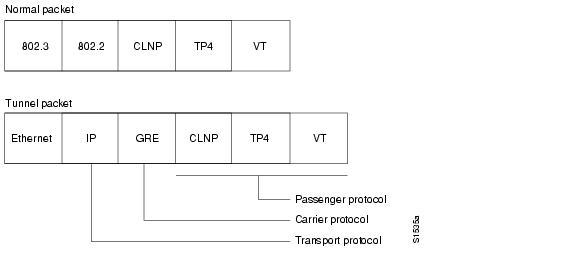 Normal packet
802.3 802.2 CLNP TP4 VT
Tunnel packet
Ethernet IP GRE CLNP TP4 VT
Passenger protocol
Carrier protocol
Transport protocol
S1535a